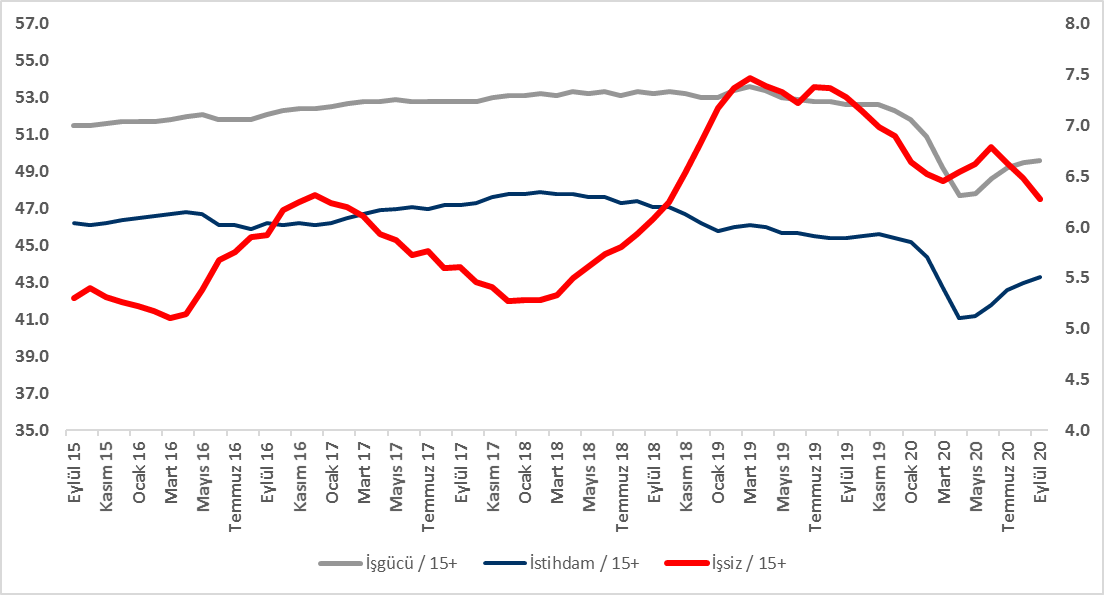 57.0
55.0
53.0
51.0
49.0
47.0
45.0
43.0
41.0
39.0
37.0
35.0
8.0
7.5
7.0
6.5
6.0
5.5
5.0
4.5
4.0
Eylül 15
Kasım 15
Ocak 16
Mart 16
Mayıs 16
Temmuz 16
Eylül 16
Kasım 16
Ocak 17
Mart 17
Mayıs 17
Temmuz 17
Eylül 17
Kasım 17
Ocak 18
Mart 18
Mayıs 18
Temmuz 18
Eylül 18
Kasım 18
Ocak 19
Mart 19
Mayıs 19
Temmuz 19
Eylül 19
Kasım 19
Ocak 20
Mart 20
Mayıs 20
Temmuz 20
Eylül 20
İşgücü / 15+ İstihdam / 15+ İşsiz / 15+